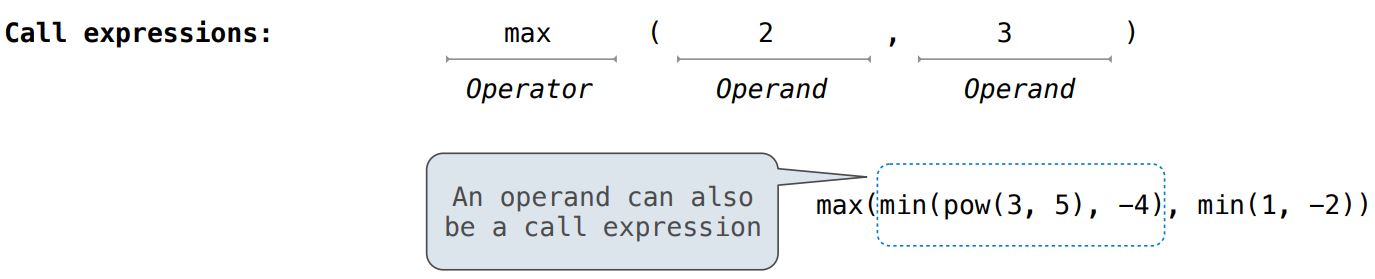 Call expressions: max ( 2 , 3 )
Operator Operand Operand
An operand can also
be a call expression
max(min(pow(3, 5), −4), min(1, −2))